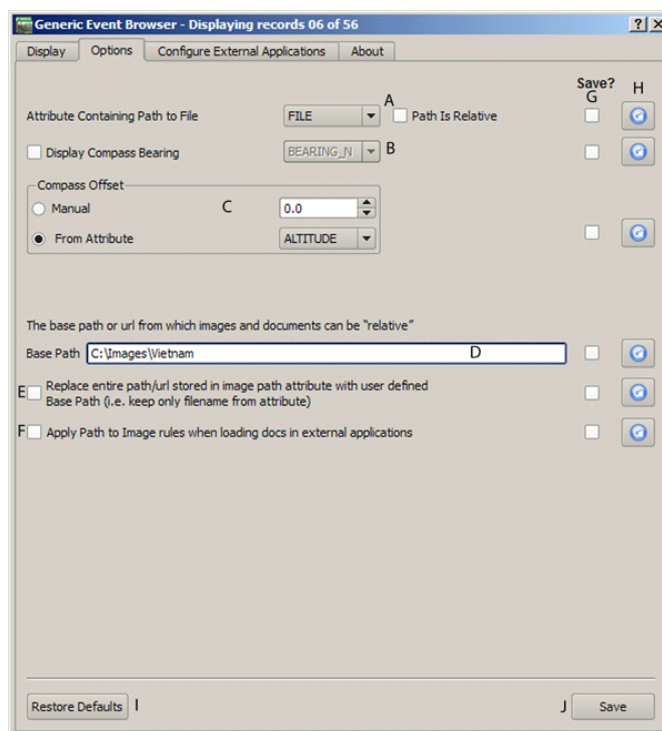 Generic Event Browser - Displaying records 06 of 56
Display Options Configure External Applications About
Save? H
A G
Attribute Containing Path to File FILE Path Is Relative
Display Compass Bearing BEARING_N B
Compass Offset
Manual C 0.0
From Attribute ALTITUDE
The base path or url from which images and documents can be "relative"
Base Path C:\Images\Vietnam D
E Replace entire path/url stored in image path attribute with user defined
Base Path (i.e. keep only filename from attribute)
F Apply Path to Image rules when loading docs in external applications
Restore Defaults I J Save